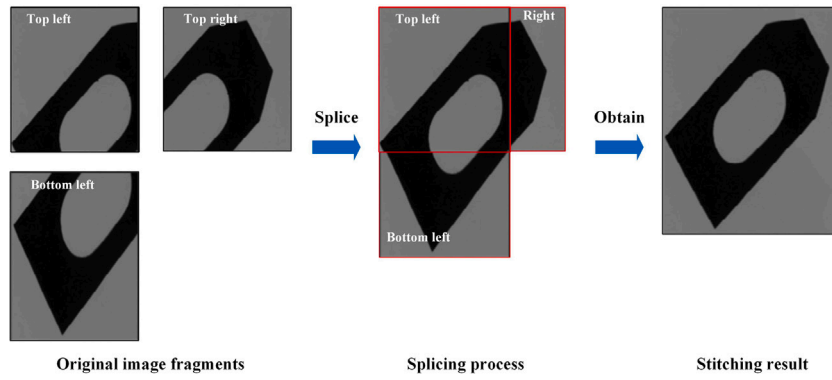 Top left
Top right
Bottom left
Original image fragments
Splice
Top left
Right
Bottom left
Splicing process
Obtain
Stitching result